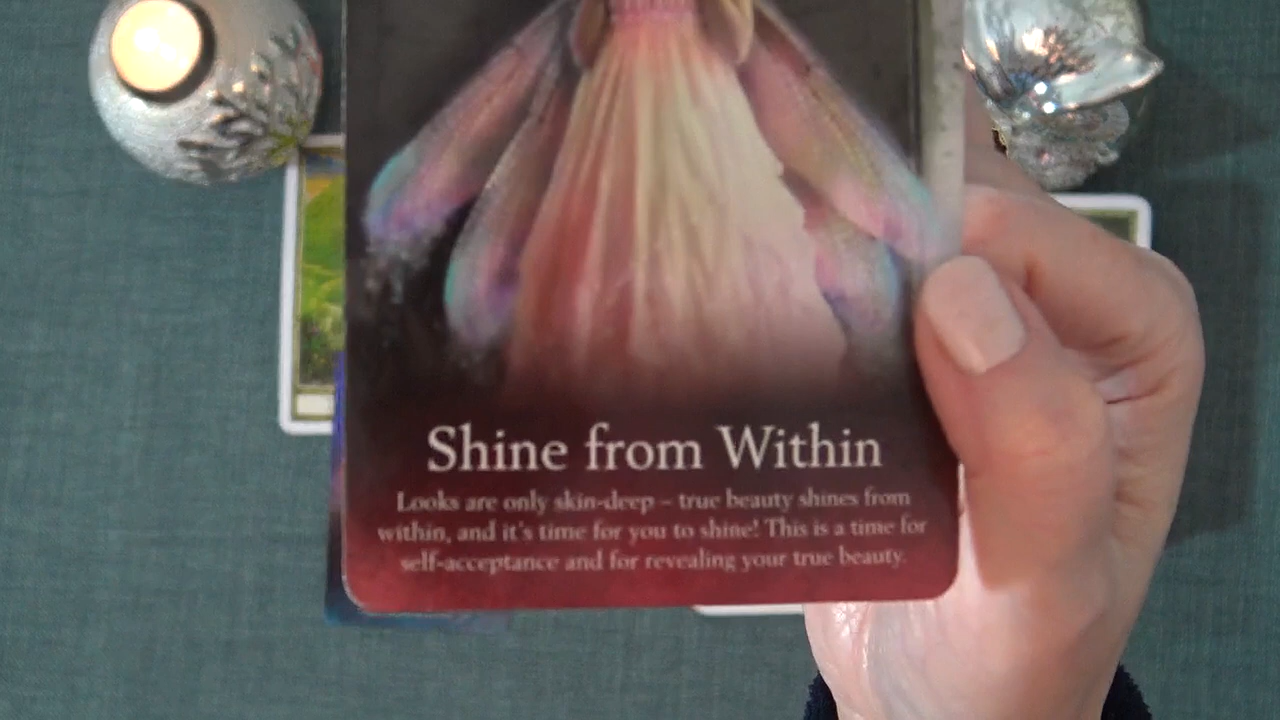 Shine from Within
Looks are only skin-deep – true beauty shines from
within, and it's time for you to shine! This is a time for
self-acceptance and for revealing your true beauty.